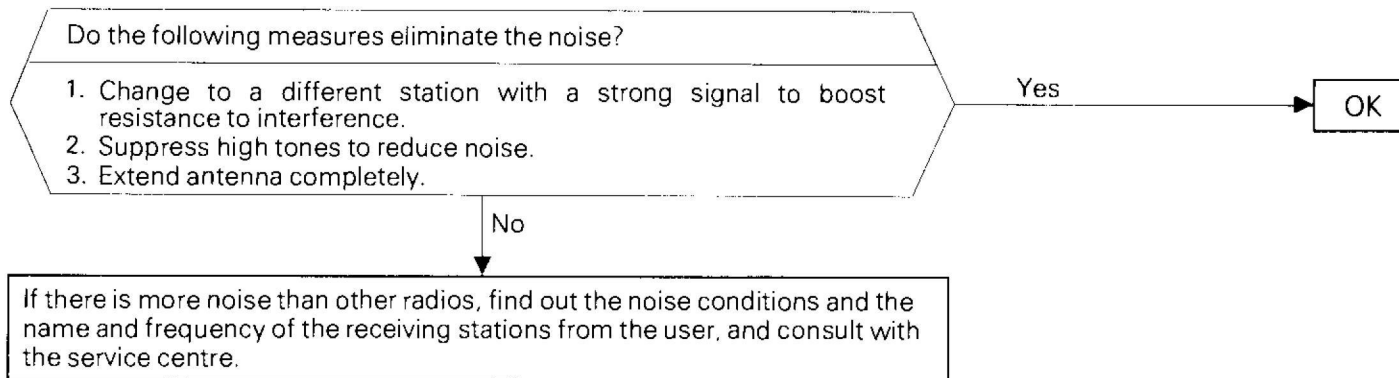 Do the following measures eliminate the noise?
1. Change to a different station with a strong signal to boost
resistance to interference.
2. Suppress high tones to reduce noise.
3. Extend antenna completely.
Yes
OK
No
If there is more noise than other radios, find out the noise conditions and the
name and frequency of the receiving stations from the user, and consult with
the service centre.